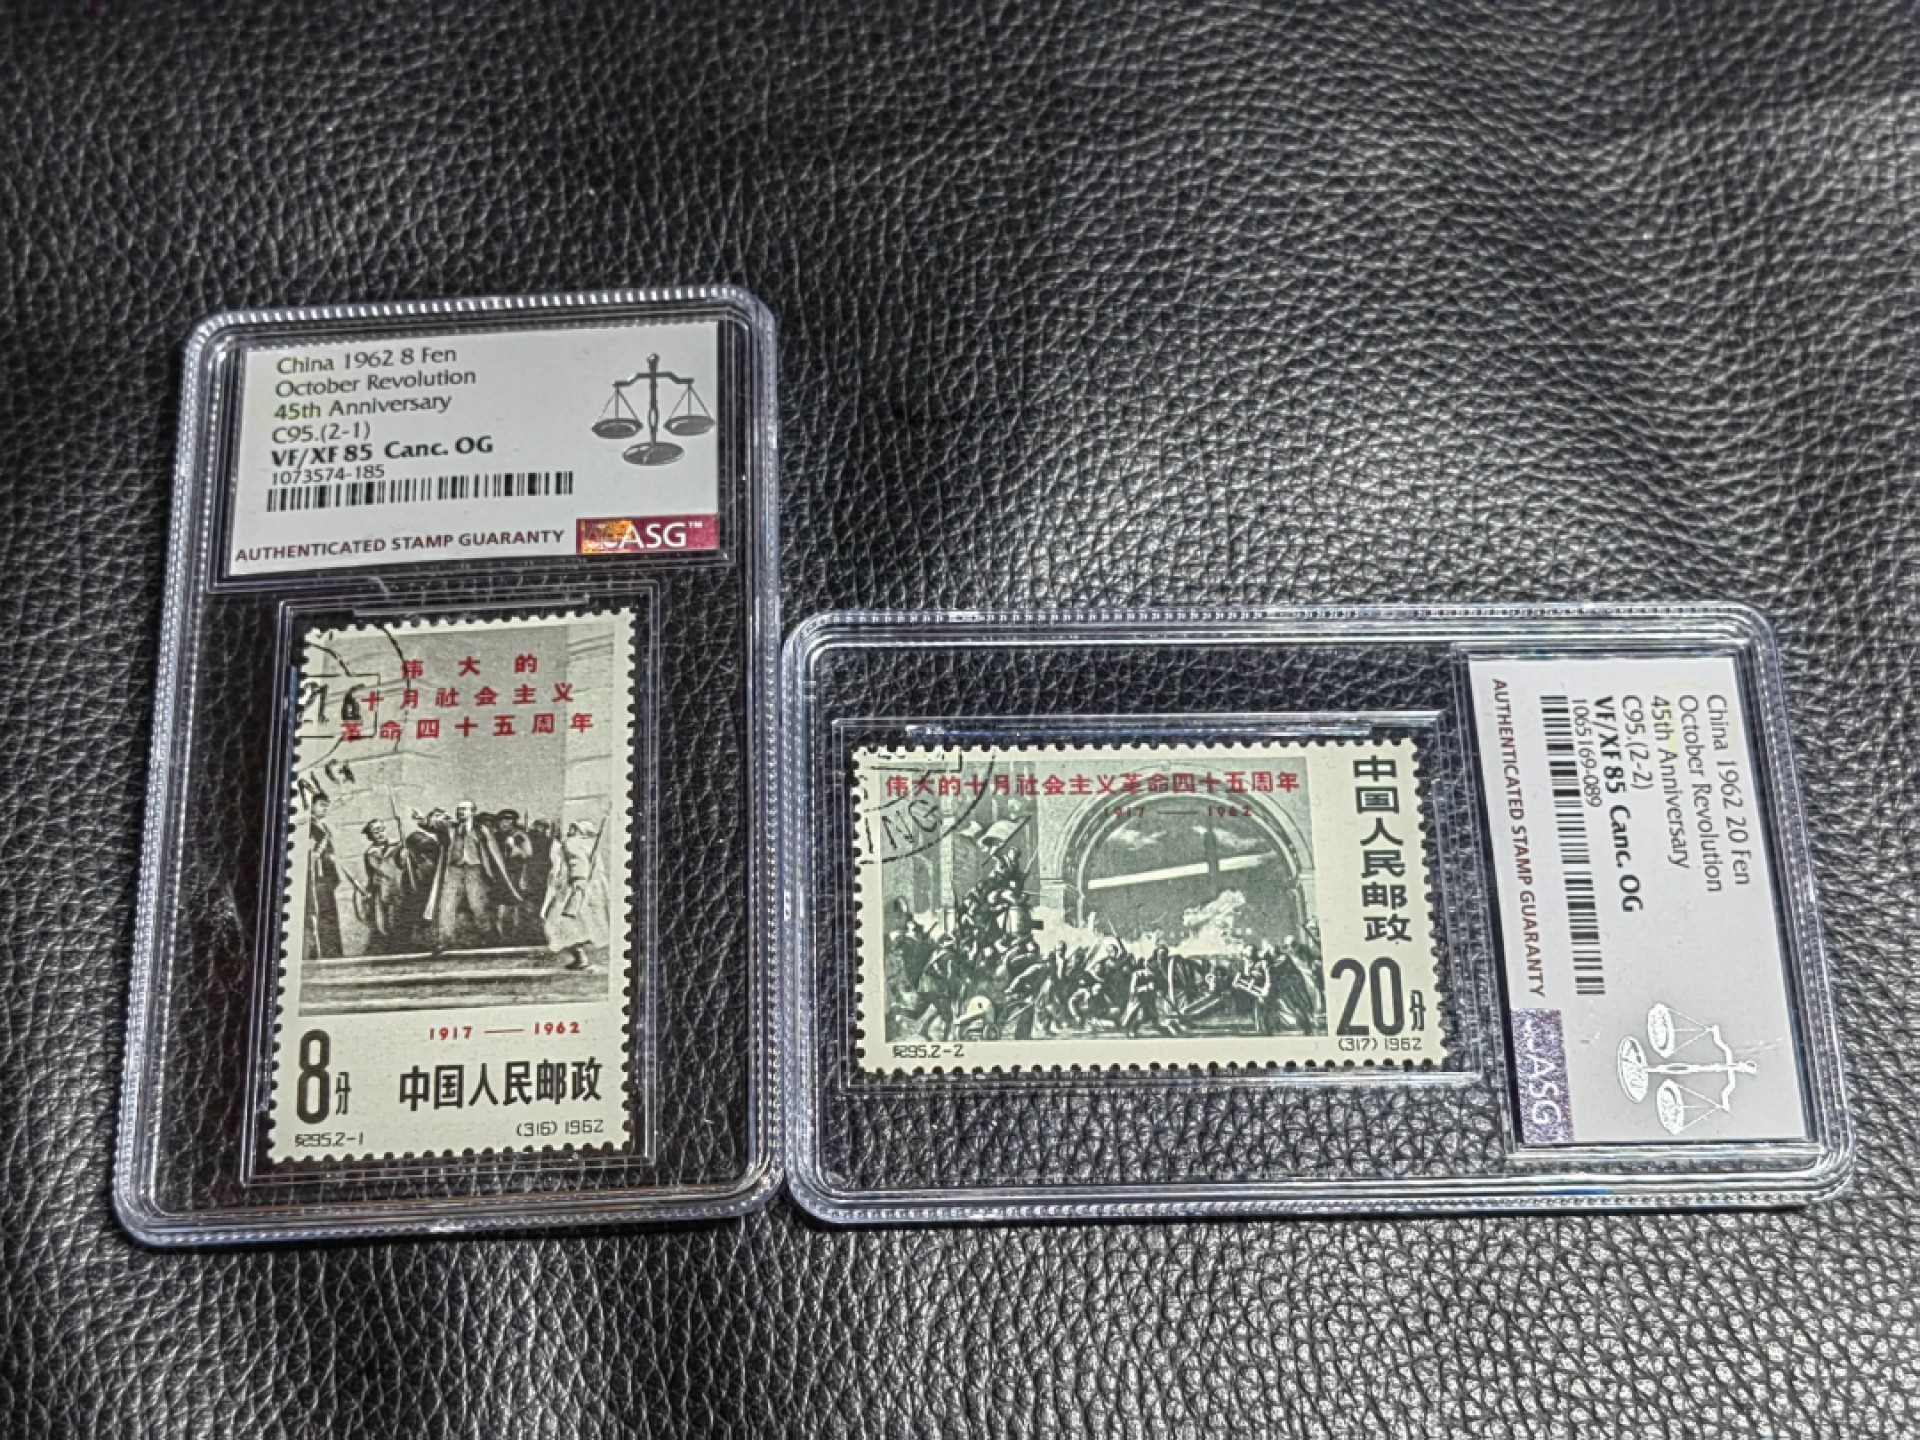 China 1962 8 Fen
October Revolution
45th Anniversary
C95.(2-1)
VF/XF 85 Canc. OG
1073574-185
AUTHENTICATED STAMP GUARANTY
ASG™
伟大的
十月社会主义
革命四十五周年
NG
1917 — 1962
8分
中国人民邮政
纪95.2-1
(316) 1962
伟大的十月社会主义革命四十五周年
1917 — 1962
ING
中国人民邮政
20分
纪95.2-2
(317) 1962
China 1962 20 Fen
October Revolution
45th Anniversary
C95.(2-2)
VF/XF 85 Canc. OG
1065169-089
AUTHENTICATED STAMP GUARANTY
ASG